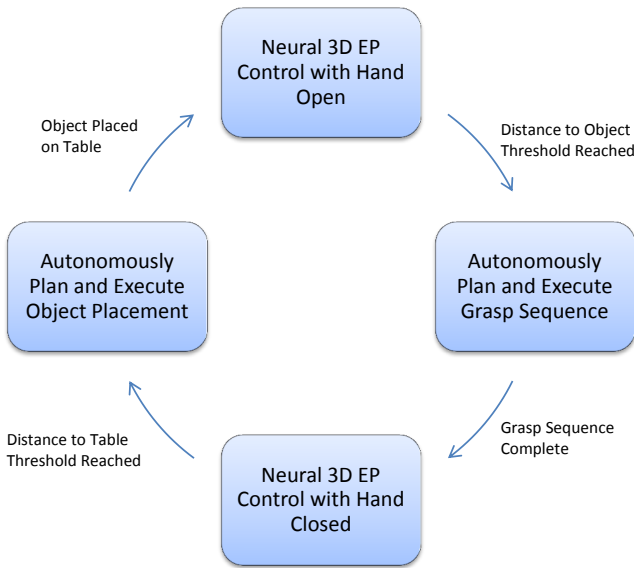 Neural 3D EP
Control with Hand
Open
Object Placed
on Table
Distance to Object
Threshold Reached
Autonomously
Plan and Execute
Object Placement
Autonomously
Plan and Execute
Grasp Sequence
Distance to Table
Threshold Reached
Grasp Sequence
Complete
Neural 3D EP
Control with Hand
Closed